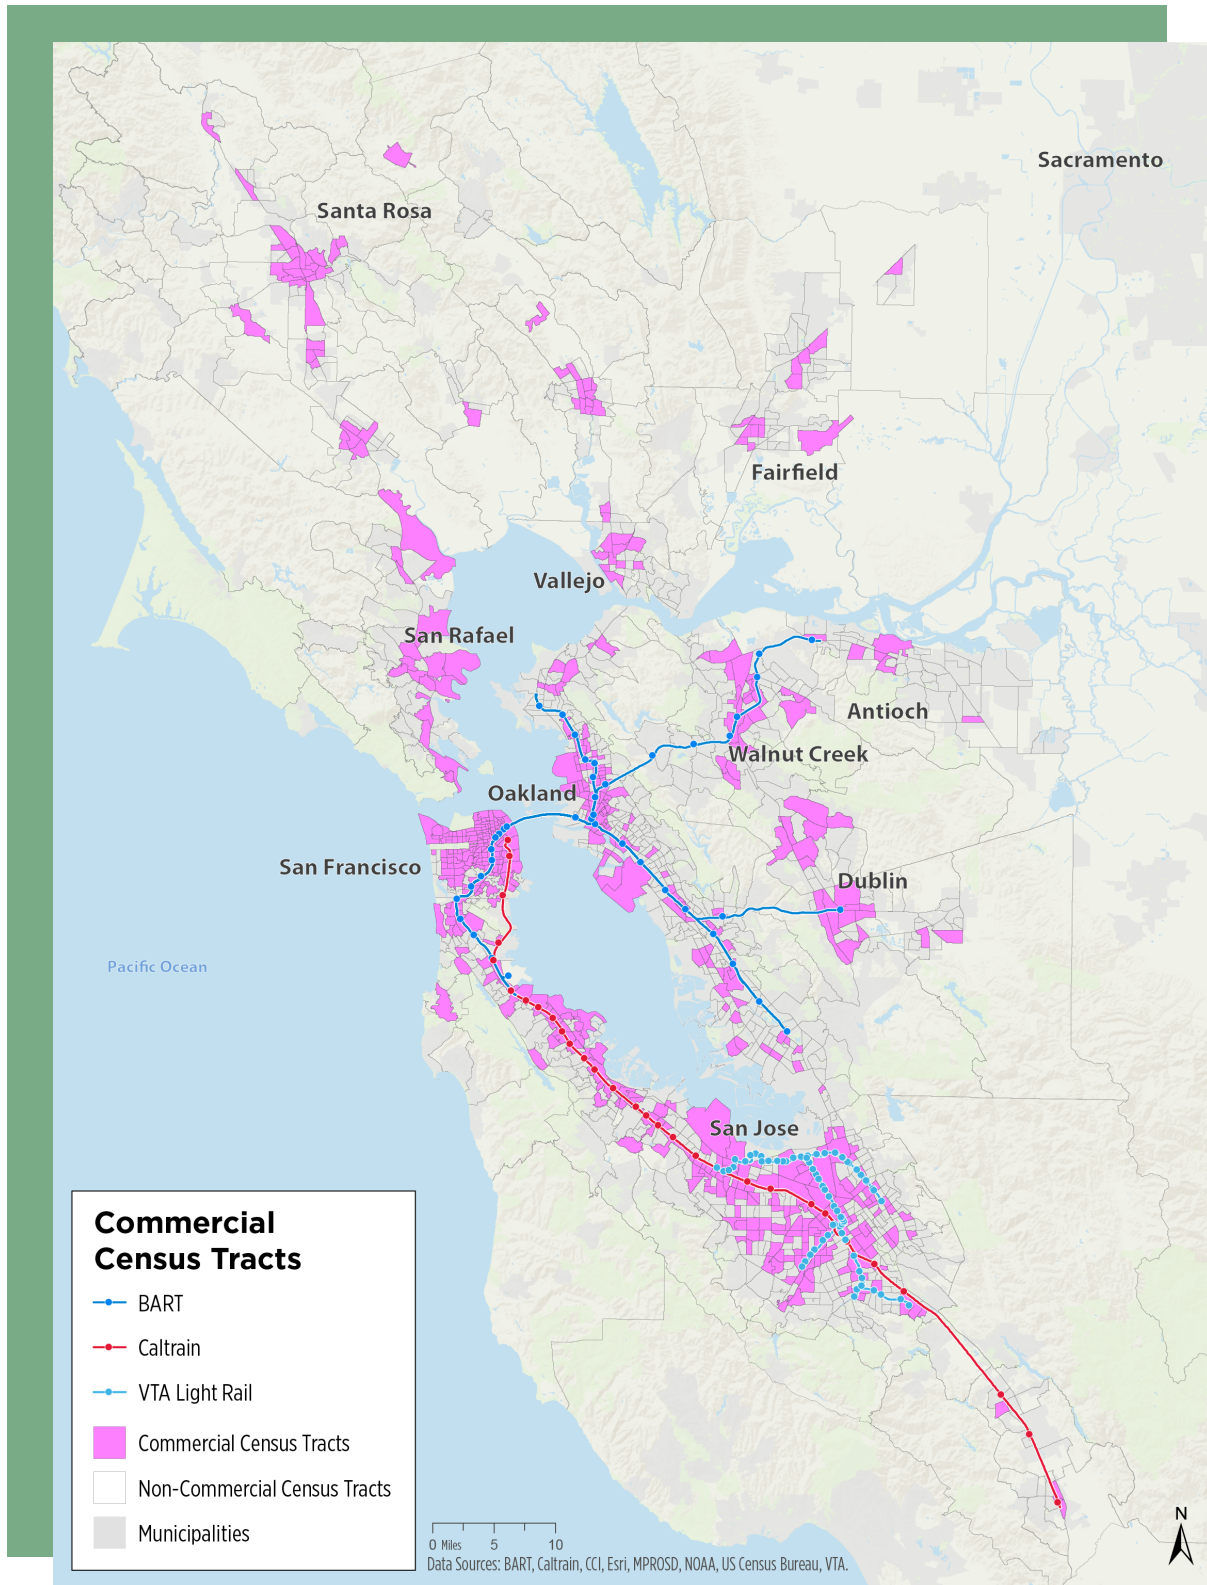 Sacramento
Santa Rosa
Fairfield
Vallejo
San Rafael
Antioch
Walnut Creek
Oakland
San Francisco
Dublin
Pacific Ocean
San Jose
Commercial
Census Tracts
BART
Caltrain
VTA Light Rail
Commercial Census Tracts
Non-Commercial Census Tracts
Municipalities
N
0 Miles 5 10
Data Sources: BART, Caltrain, CCI, Esri, MPROSD, NOAA, US Census Bureau, VTA.